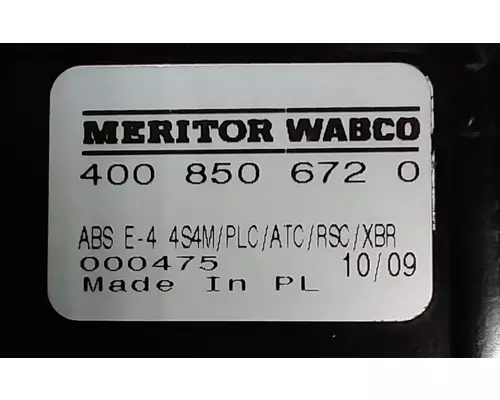 MERITOR WABCO
400 850 672 0
ABS E-4 4S4M/PLC/ATC/RSC/XBR
000475 10/09
Made In PL